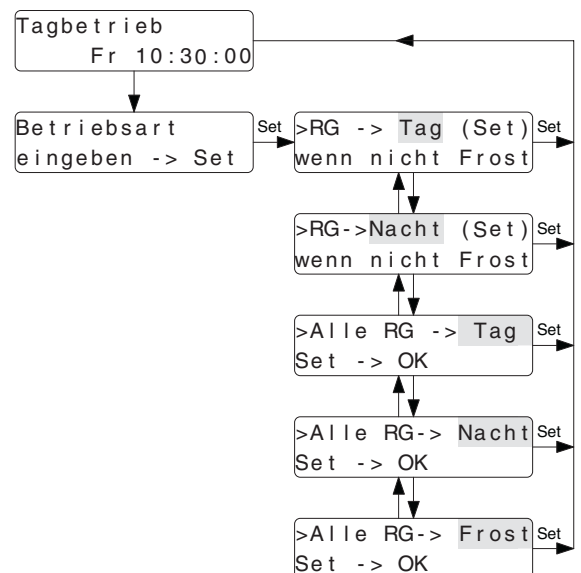 Tagbetrieb
Fr 10:30:00
Betriebsart
eingeben -> Set
Set
>RG -> Tag (Set)
wenn nicht Frost
Set
>RG->Nacht (Set)
wenn nicht Frost
Set
>Alle RG -> Tag
Set -> OK
Set
>Alle RG-> Nacht
Set -> OK
Set
>Alle RG-> Frost
Set -> OK
Set